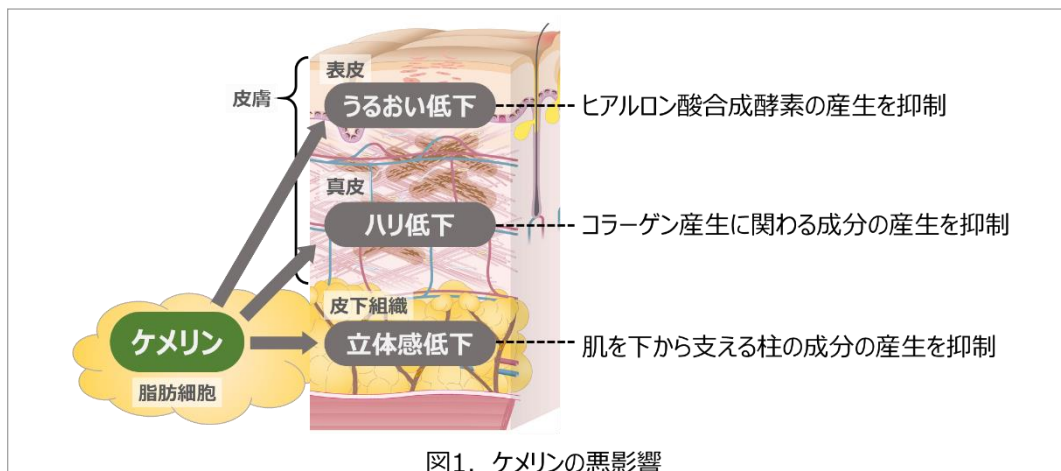 表皮
皮膚
うるおい低下
ヒアルロン酸合成酵素の産生を抑制
真皮
ハリ低下
コラーゲン産生に関わる成分の産生を抑制
皮下組織
ケメリン
立体感低下
肌を下から支える柱の成分の産生を抑制
脂肪細胞
図1. ケメリンの悪影響